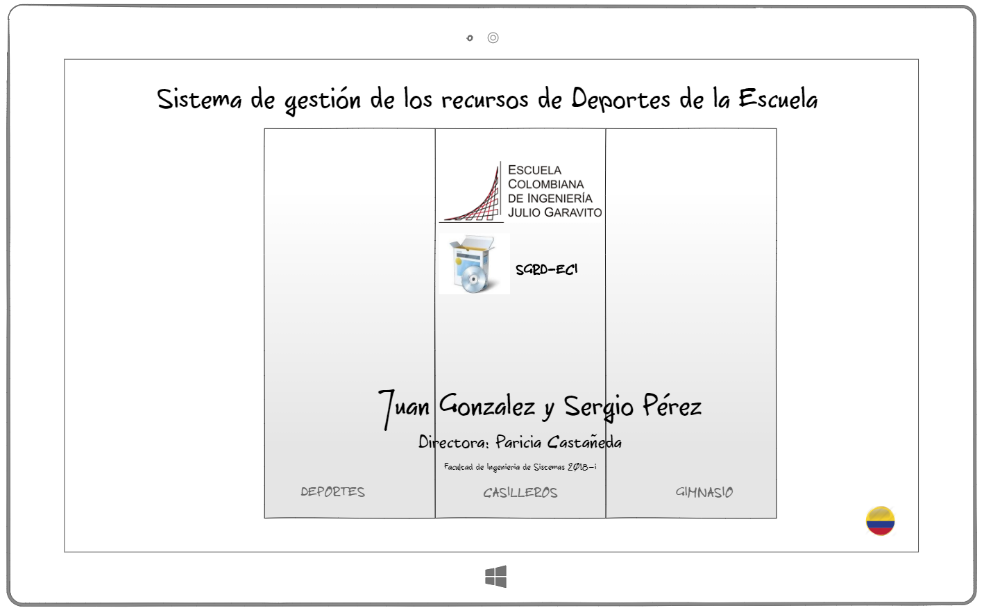 Sistema de gestión de los recursos de Deportes de la Escuela
ESCUELA
COLOMBIANA
DE INGENIERÍA
JULIO GARAVITO
SGRD-ECI
Juan Gonzalez y Sergio Pérez
Directora: Paricia Castañeda
Facultad de Ingeniería de Sistemas 2018-i
DEPORTES CASILLEROS GIMNASIO